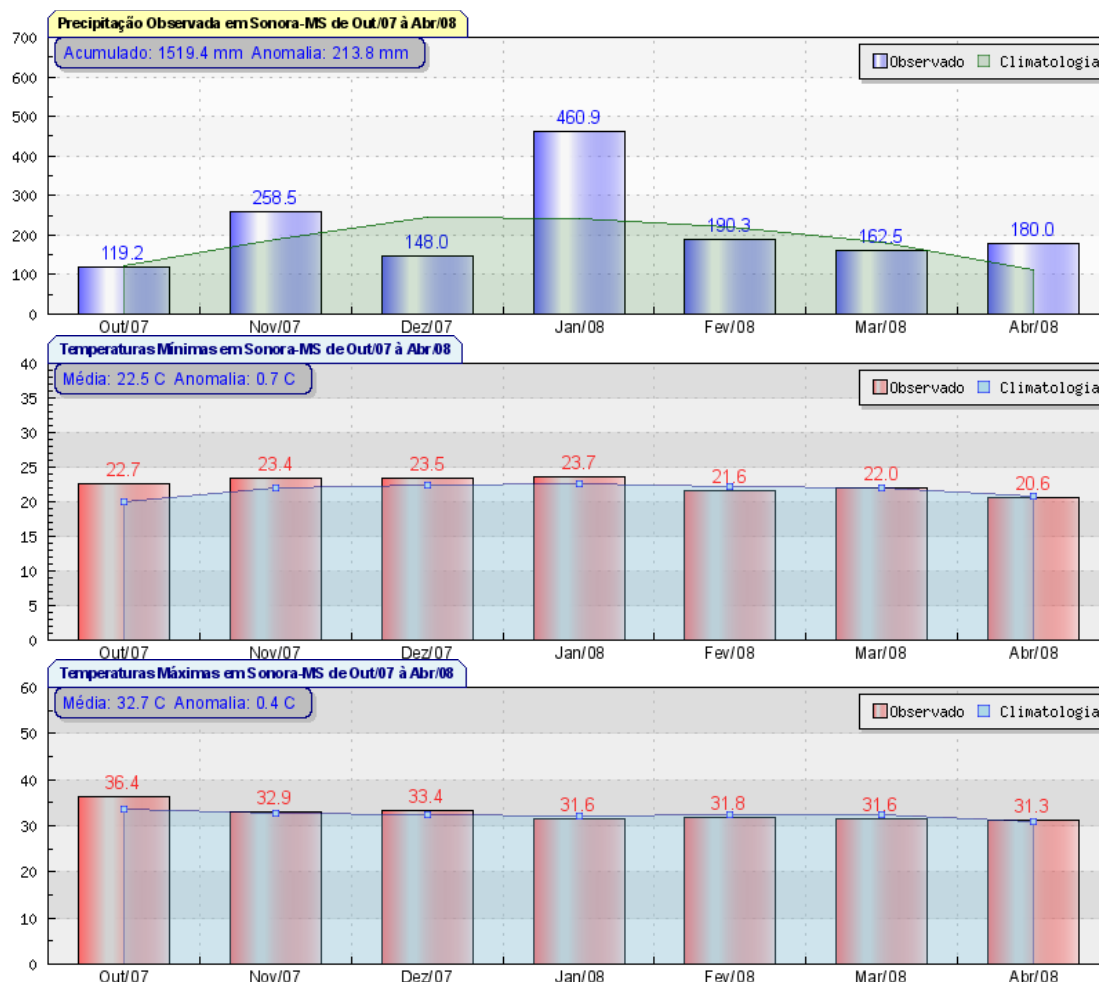 Precipitação Observada em Sonora-MS de Out/07 à Abr/08
Acumulado: 1519.4 mm Anomalia: 213.8 mm
Observado Climatologia
700
600
500
400
300
200
100
0
119.2 258.5 148.0 460.9 190.3 162.5 180.0
Out/07 Nov/07 Dez/07 Jan/08 Fev/08 Mar/08 Abr/08
Temperaturas Mínimas em Sonora-MS de Out/07 à Abr/08
Média: 22.5 C Anomalia: 0.7 C
Observado Climatologia
40
35
30
25
20
15
10
5
0
22.7 23.4 23.5 23.7 21.6 22.0 20.6
Out/07 Nov/07 Dez/07 Jan/08 Fev/08 Mar/08 Abr/08
Temperaturas Máximas em Sonora-MS de Out/07 à Abr/08
Média: 32.7 C Anomalia: 0.4 C
Observado Climatologia
60
50
40
30
20
10
0
36.4 32.9 33.4 31.6 31.8 31.6 31.3
Out/07 Nov/07 Dez/07 Jan/08 Fev/08 Mar/08 Abr/08